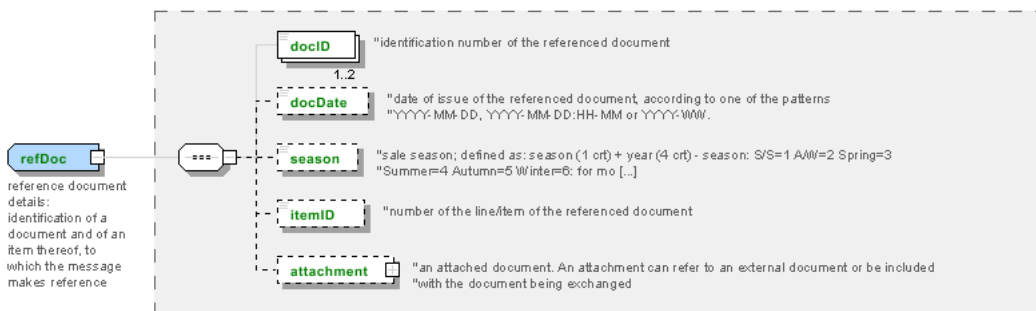 docID
"identification number of the referenced document
1..2
docDate
"date of issue of the referenced document, according to one of the patterns
"YYYY-MM-DD, YYYY-MM-DD:HH-MM or YYYY-WW.
refDoc
season
"sale season; defined as: season (1 crt) + year (4 crt) - season: S/S=1 A/W=2 Spring=3
"Summer=4 Autumn=5 Winter=6: for mo [...]
reference document
details:
identification of a
document and of an
item thereof, to
which the message
makes reference
itemID
"number of the line/item of the referenced document
attachment
"an attached document. An attachment can refer to an external document or be included
"with the document being exchanged